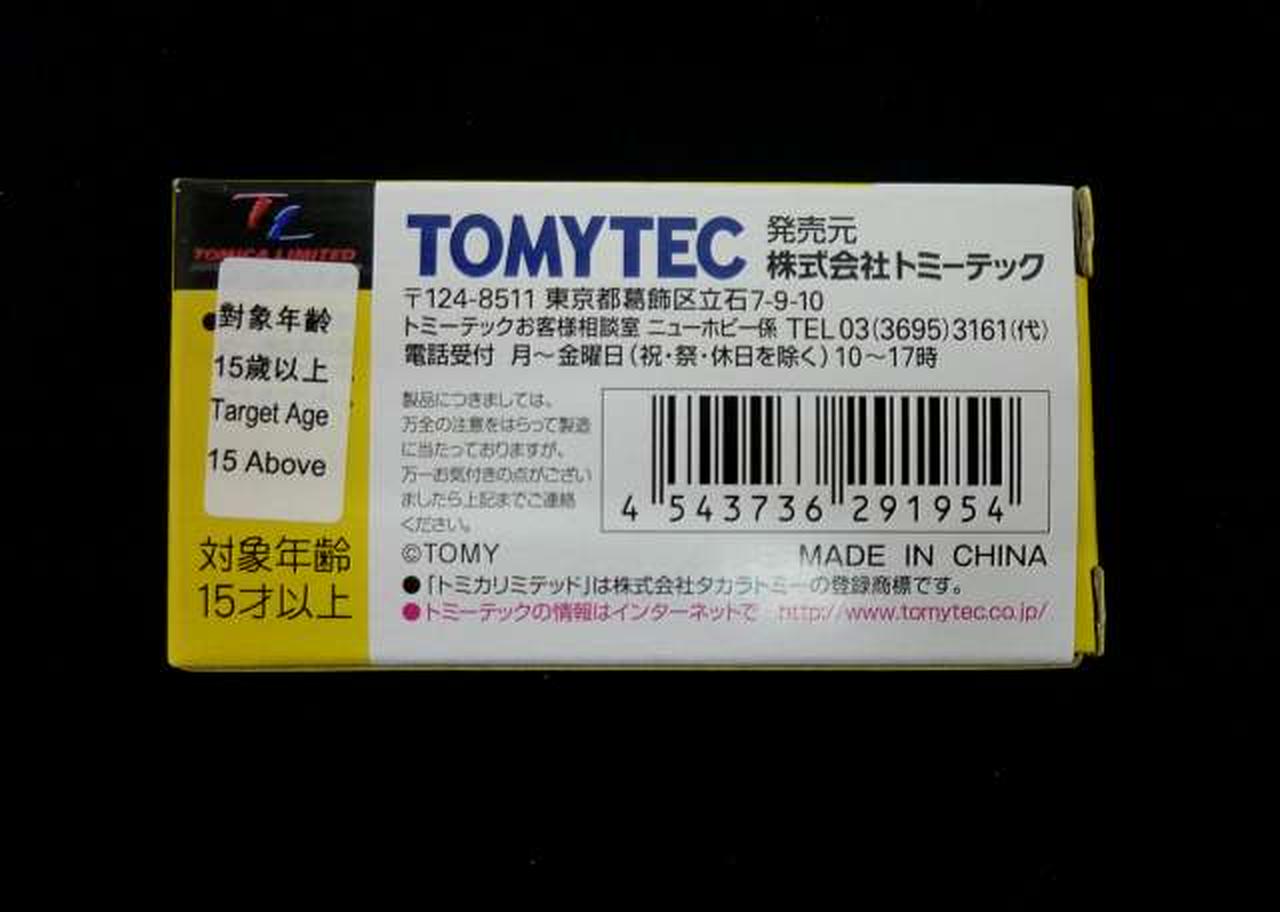 TL
TOMICA LIMITED
對象年齡
15歲以上
Target Age
15 Above
対象年齢
15才以上
TOMYTEC
発売元
株式会社トミーテック
〒124-8511 東京都葛飾区立石7-9-10
トミーテックお客様相談室 ニューホビー係 TEL 03(3695)3161(代)
電話受付 月～金曜日(祝・祭・休日を除く)10～17時
製品につきましては、
万全の注意をはらって製造
に当たっておりますが、
万一お気付きの点がござい
ましたら上記までご連絡
ください。
4 543736 291954
©TOMY
MADE IN CHINA
●「トミカリミテッド」は株式会社タカラトミーの登録商標です。
●トミーテックの情報はインターネットで http://www.tomytec.co.jp/